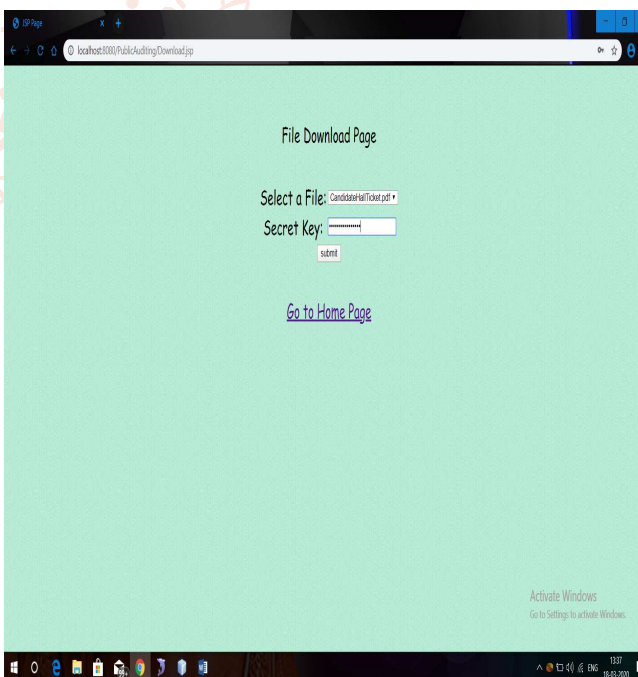 JSP Page
localhost:8080/PublicAuditing/Download.jsp
File Download Page
Select a File: CandidateHallTicket.pdf
Secret Key:
submit
Go to Home Page
Activate Windows
Go to Settings to activate Windows.
ENG
13:37
18-03-2020